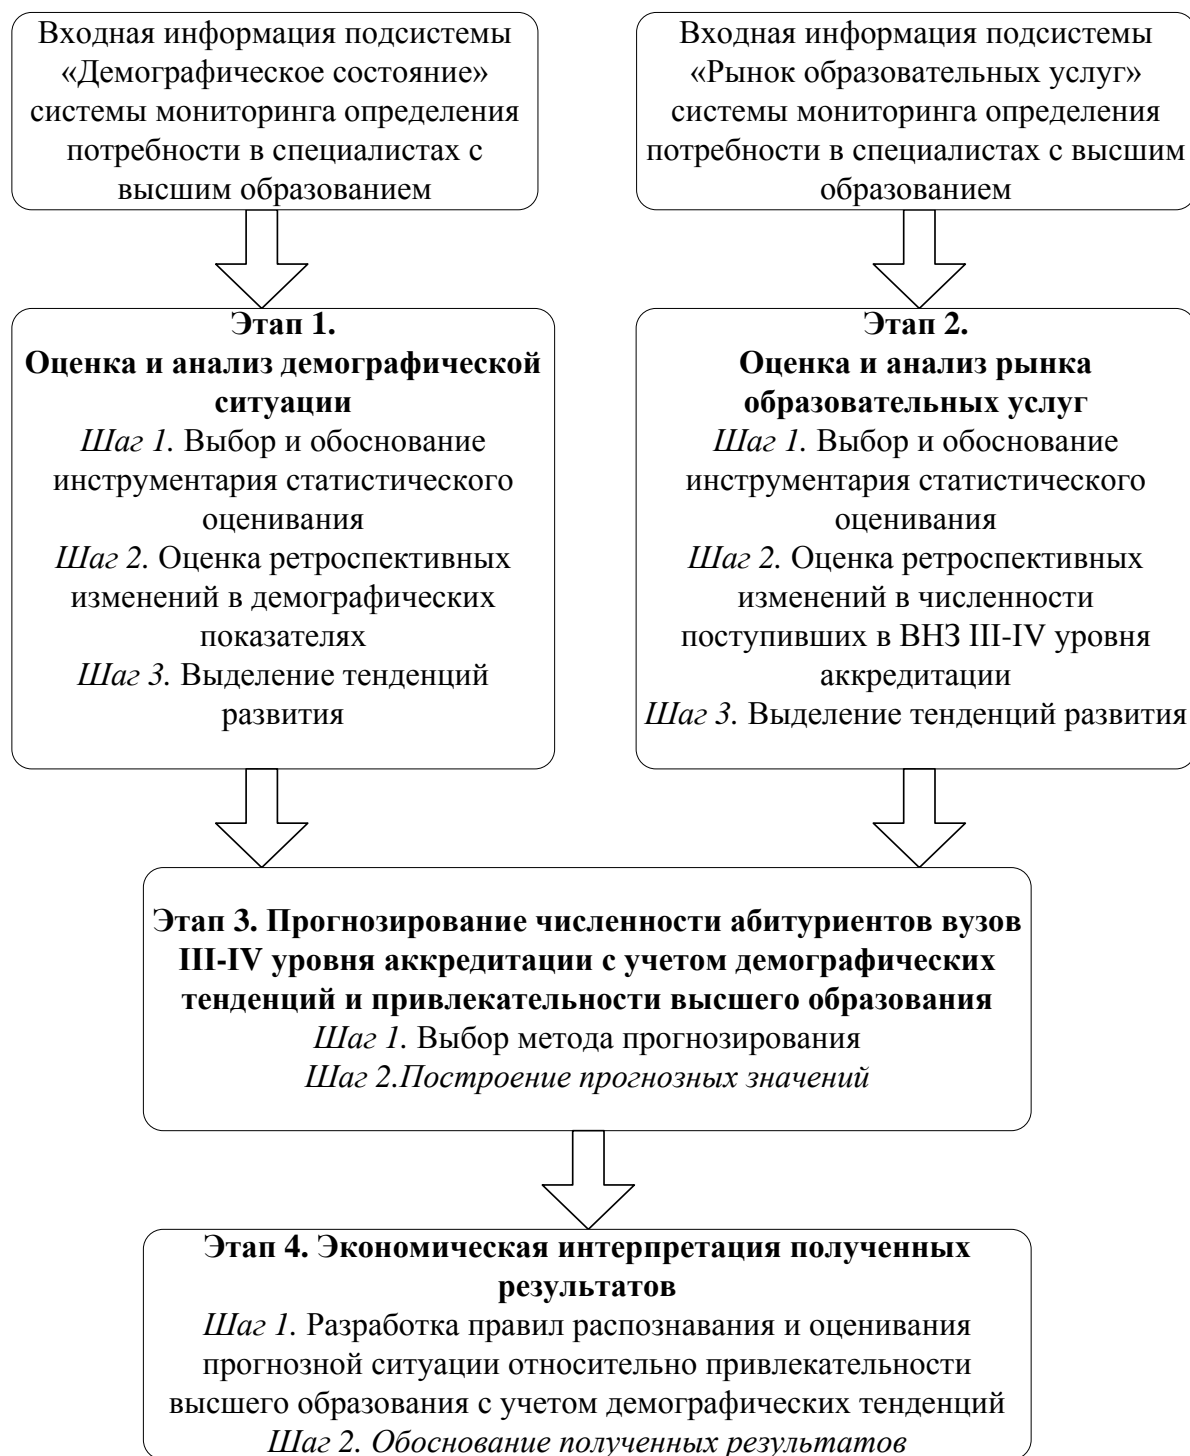 Входная информация подсистемы
«Демографическое состояние»
системы мониторинга определения
потребности в специалистах с
высшим образованием
Входная информация подсистемы
«Рынок образовательных услуг»
системы мониторинга определения
потребности в специалистах с высшим
образованием
Этап 1.
Оценка и анализ демографической
ситуации
Шаг 1. Выбор и обоснование
инструментария статистического
оценивания
Шаг 2. Оценка ретроспективных
изменений в демографических
показателях
Шаг 3. Выделение тенденций
развития
Этап 2.
Оценка и анализ рынка
образовательных услуг
Шаг 1. Выбор и обоснование
инструментария статистического
оценивания
Шаг 2. Оценка ретроспективных
изменений в численности
поступивших в ВНЗ III-IV уровня
аккредитации
Шаг 3. Выделение тенденций развития
Этап 3. Прогнозирование численности абитуриентов вузов
III-IV уровня аккредитации с учетом демографических
тенденций и привлекательности высшего образования
Шаг 1. Выбор метода прогнозирования
Шаг 2.Построение прогнозных значений
Этап 4. Экономическая интерпретация полученных
результатов
Шаг 1. Разработка правил распознавания и оценивания
прогнозной ситуации относительно привлекательности
высшего образования с учетом демографических тенденций
Шаг 2. Обоснование полученных результатов